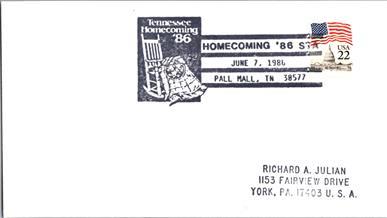 Tennessee
Homecoming
'86
HOMECOMING '86 STA
JUNE 7, 1986
PALL MALL, TN 38577
USA
22
RICHARD A. JULIAN
1153 FAIRVIEW DRIVE
YORK, PA. 17403 U. S. A.